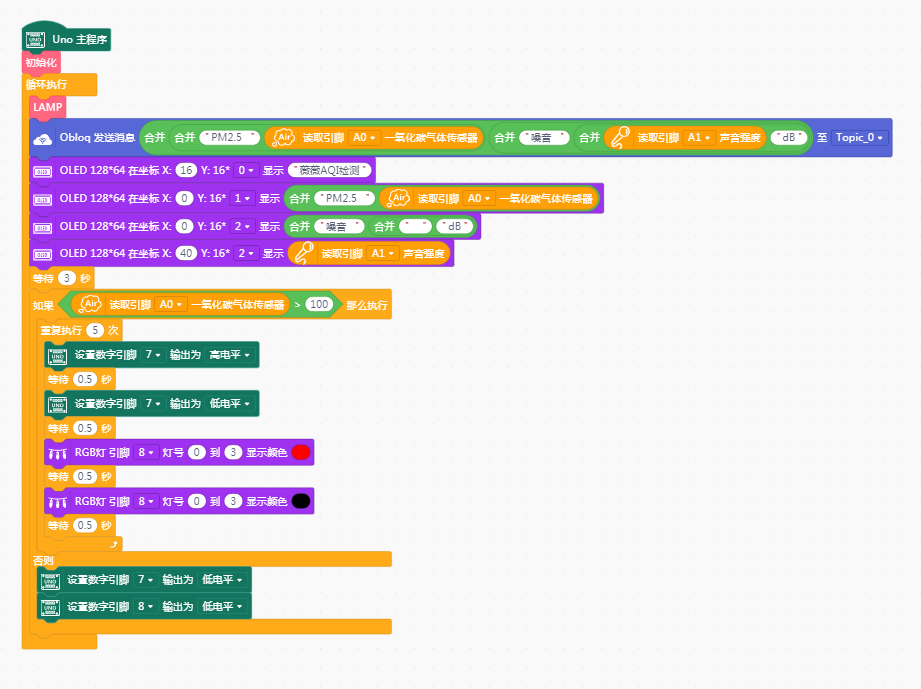 UNO Uno 主程序
初始化
循环执行
LAMP
Obloq 发送消息 合并 合并 "PM2.5 " Air 读取引脚 A0 一氧化碳气体传感器 合并 "噪音 " 合并 读取引脚 A1 声音强度 "dB" 至 Topic_0
OLED 128*64 在坐标 X: 16 Y: 16* 0 显示 "薇薇AQI检测"
OLED 128*64 在坐标 X: 0 Y: 16* 1 显示 合并 "PM2.5 " Air 读取引脚 A0 一氧化碳气体传感器
OLED 128*64 在坐标 X: 0 Y: 16* 2 显示 合并 "噪音 " 合并 " " "dB"
OLED 128*64 在坐标 X: 40 Y: 16* 2 显示 读取引脚 A1 声音强度
等待 3 秒
如果 Air 读取引脚 A0 一氧化碳气体传感器 > 100 那么执行
重复执行 5 次
UNO 设置数字引脚 7 输出为 高电平
等待 0.5 秒
UNO 设置数字引脚 7 输出为 低电平
等待 0.5 秒
RGB灯 引脚 8 灯号 0 到 3 显示颜色
等待 0.5 秒
RGB灯 引脚 8 灯号 0 到 3 显示颜色
等待 0.5 秒
否则
UNO 设置数字引脚 7 输出为 低电平
UNO 设置数字引脚 8 输出为 低电平